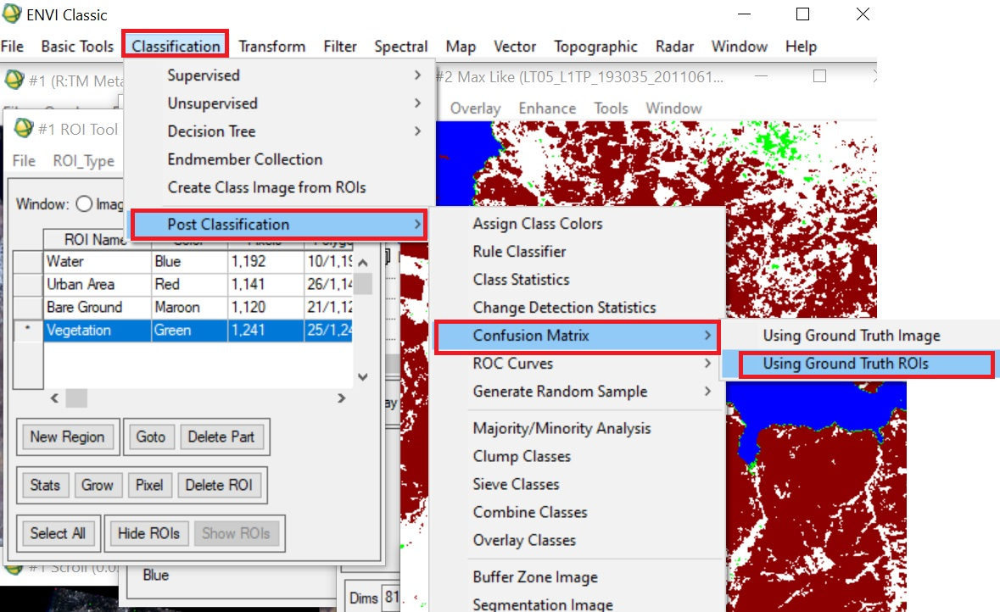 ENVI Classic
File Basic Tools Classification Transform Filter Spectral Map Vector Topographic Radar Window Help
#1 (R:TM Meta
#2 Max Like (LT05_L1TP_193035_2011061...
Overlay Enhance Tools Window
Supervised
Unsupervised
Decision Tree
Endmember Collection
Create Class Image from ROIs
Post Classification
#1 ROI Tool
File ROI_Type
Window: Imag
ROI Name
Water Blue 1,192 10/1,19
Urban Area Red 1,141 26/1,14
Bare Ground Maroon 1,120 21/1,12
* Vegetation Green 1,241 25/1,24
New Region Goto Delete Part
Stats Grow Pixel Delete ROI
Select All Hide ROIs Show ROIs
Assign Class Colors
Rule Classifier
Class Statistics
Change Detection Statistics
Confusion Matrix
ROC Curves
Generate Random Sample
Majority/Minority Analysis
Clump Classes
Sieve Classes
Combine Classes
Overlay Classes
Buffer Zone Image
Segmentation Image
Using Ground Truth Image
Using Ground Truth ROIs
ay
#1 Scroll (0.0
Blue
Dims 81